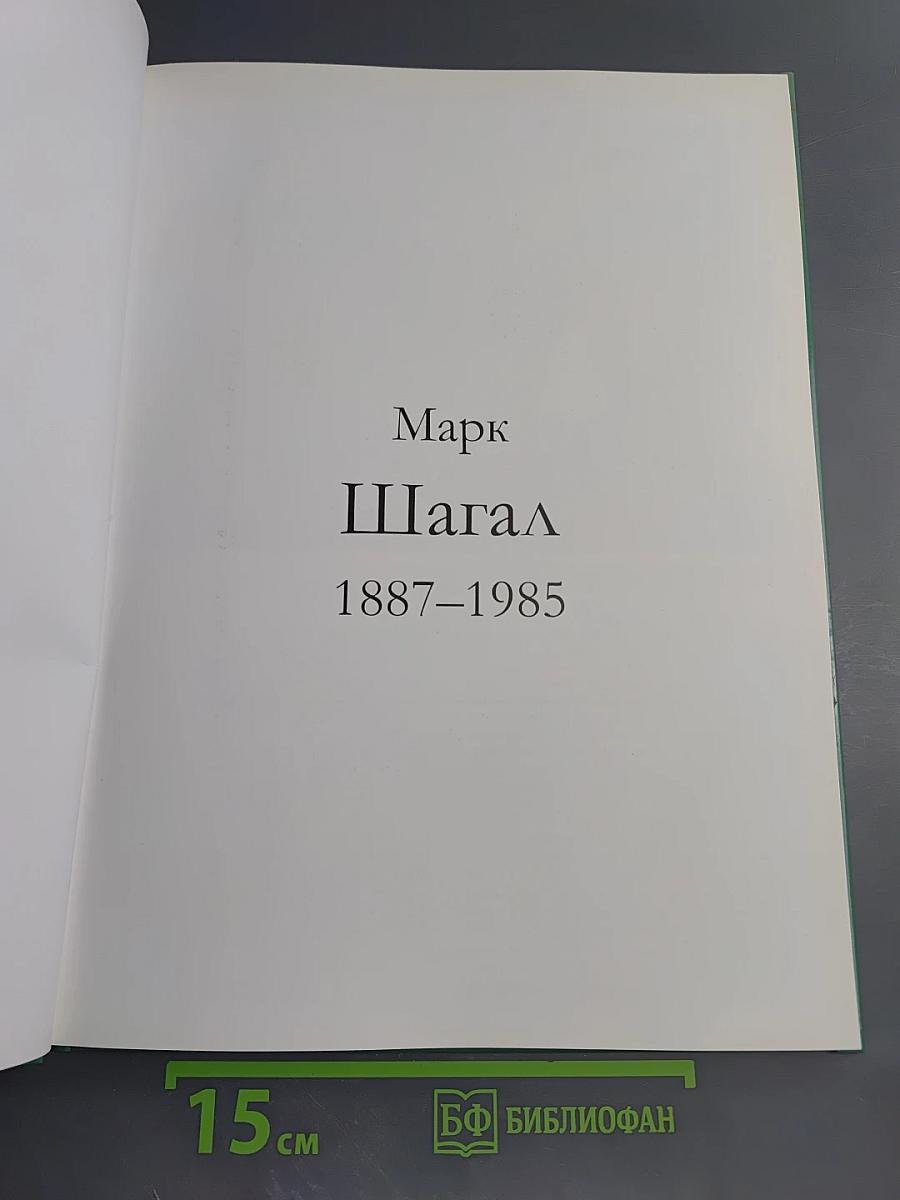 Марк
Шагал
1887–1985
15 см
БФ БИБЛИОФАН